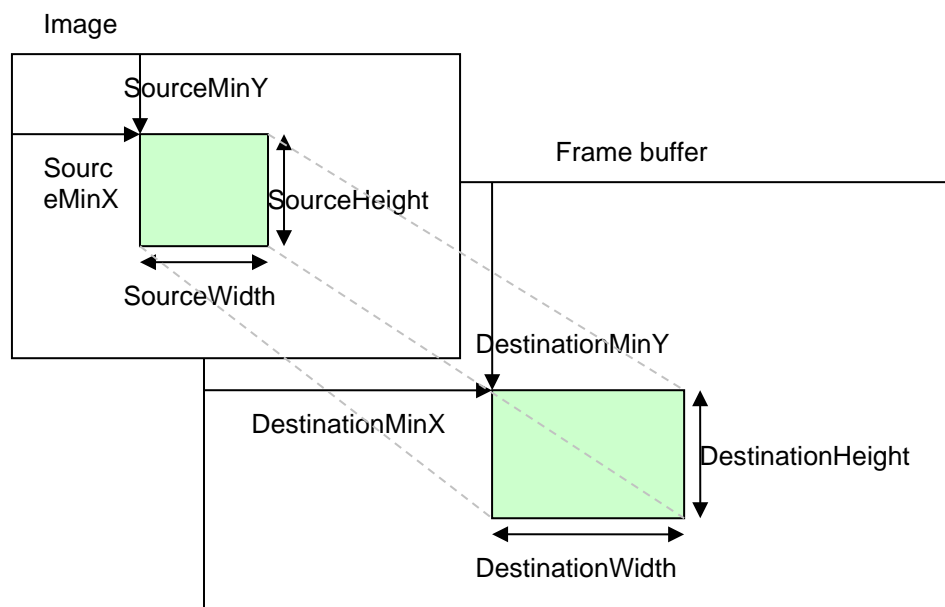 Image
SourceMinY
Sourc
eMinX
Frame buffer
SourceHeight
SourceWidth
DestinationMinY
DestinationMinX
DestinationHeight
DestinationWidth